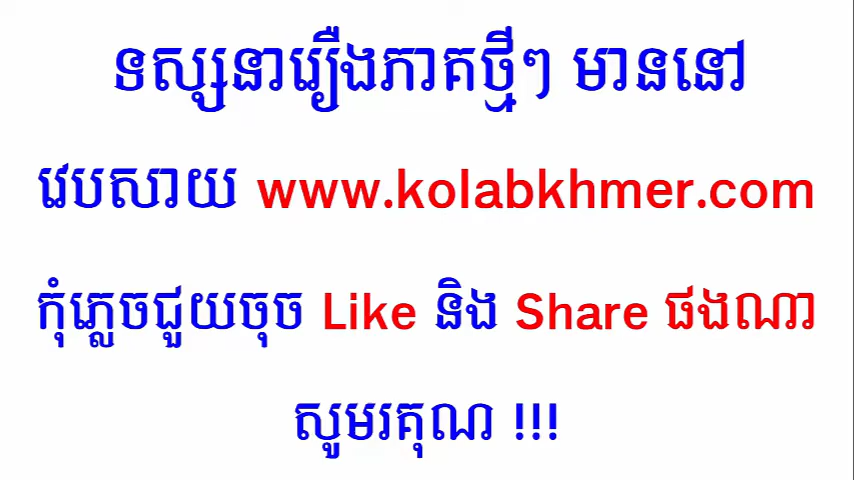 ទស្សនារឿងភាគថ្មីៗ មាននៅ
វេបសាយ www.kolabkhmer.com
កុំភ្លេចជួយចុច Like និង Share ផងណា
សូមរគុណ !!!